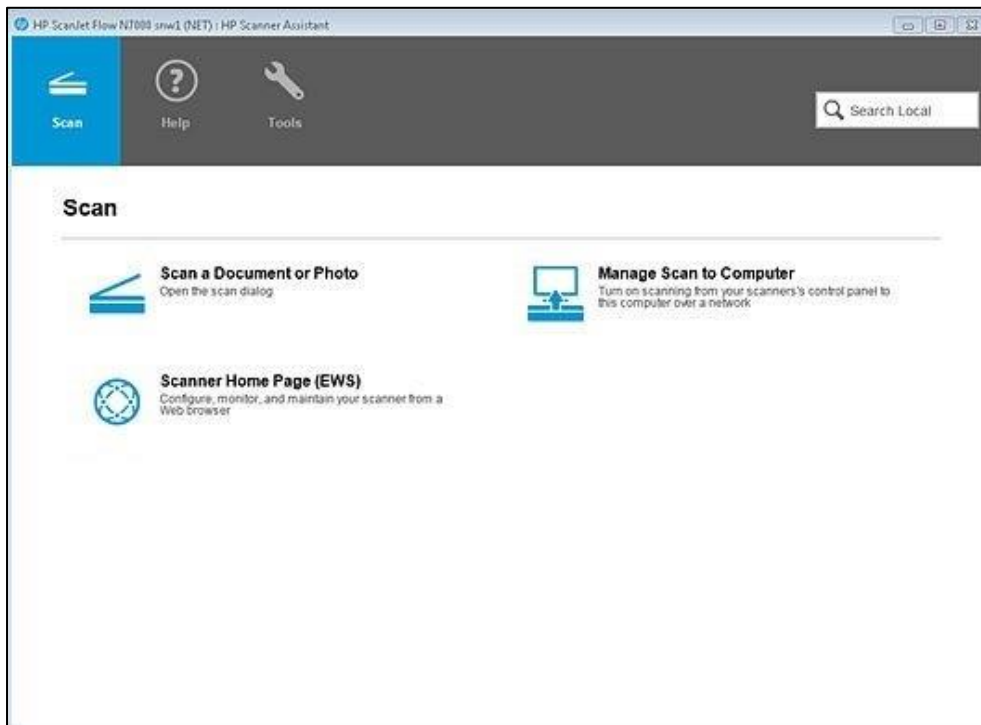 HP ScanJet Flow N7000 snw1 (NET) : HP Scanner Assistant
Scan
Help
Tools
Search Local
Scan
Scan a Document or Photo
Open the scan dialog
Manage Scan to Computer
Turn on scanning from your scanners's control panel to
this computer over a network
Scanner Home Page (EWS)
Configure, monitor, and maintain your scanner from a
Web browser